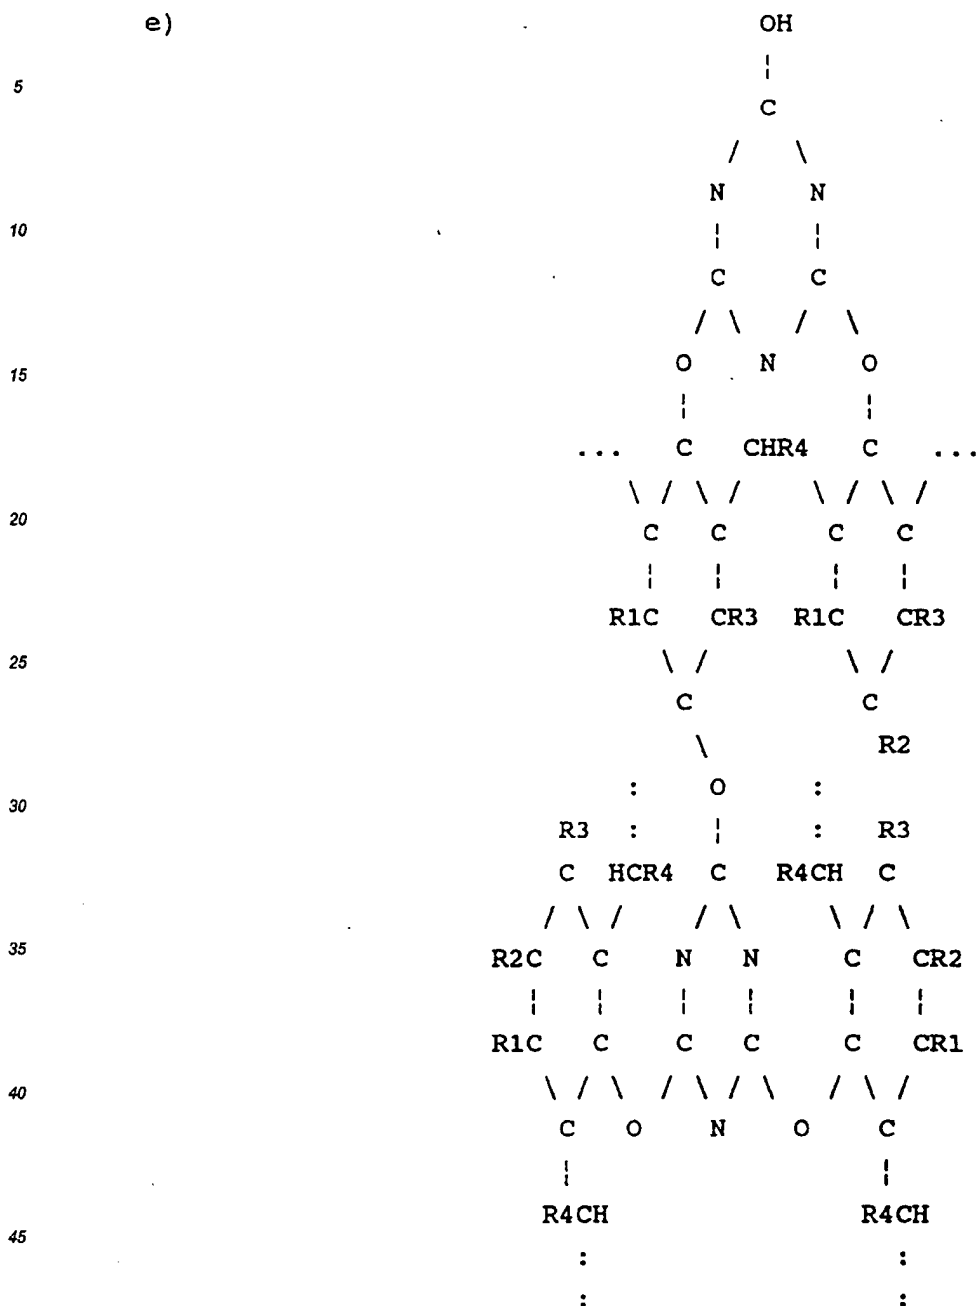 e) OH
5 ¦
C
/ \
N N
10 ¦ ¦
C C
/ \ / \
15 O N O
¦ ¦
... C CHR4 C ...
\ / \ / \ / \ /
20 C C C C
¦ ¦ ¦ ¦
R1C CR3 R1C CR3
25 \ / \ /
C C
\ R2
30 : O :
R3 : ¦ : R3
C HCR4 C R4CH C
/ \ / / \ \ / \
35 R2C C N N C CR2
¦ ¦ ¦ ¦ ¦ ¦
R1C C C C C CR1
40 \ / \ / \ / \ / \ /
C O N O C
¦ ¦
R4CH R4CH
45 : :
: :